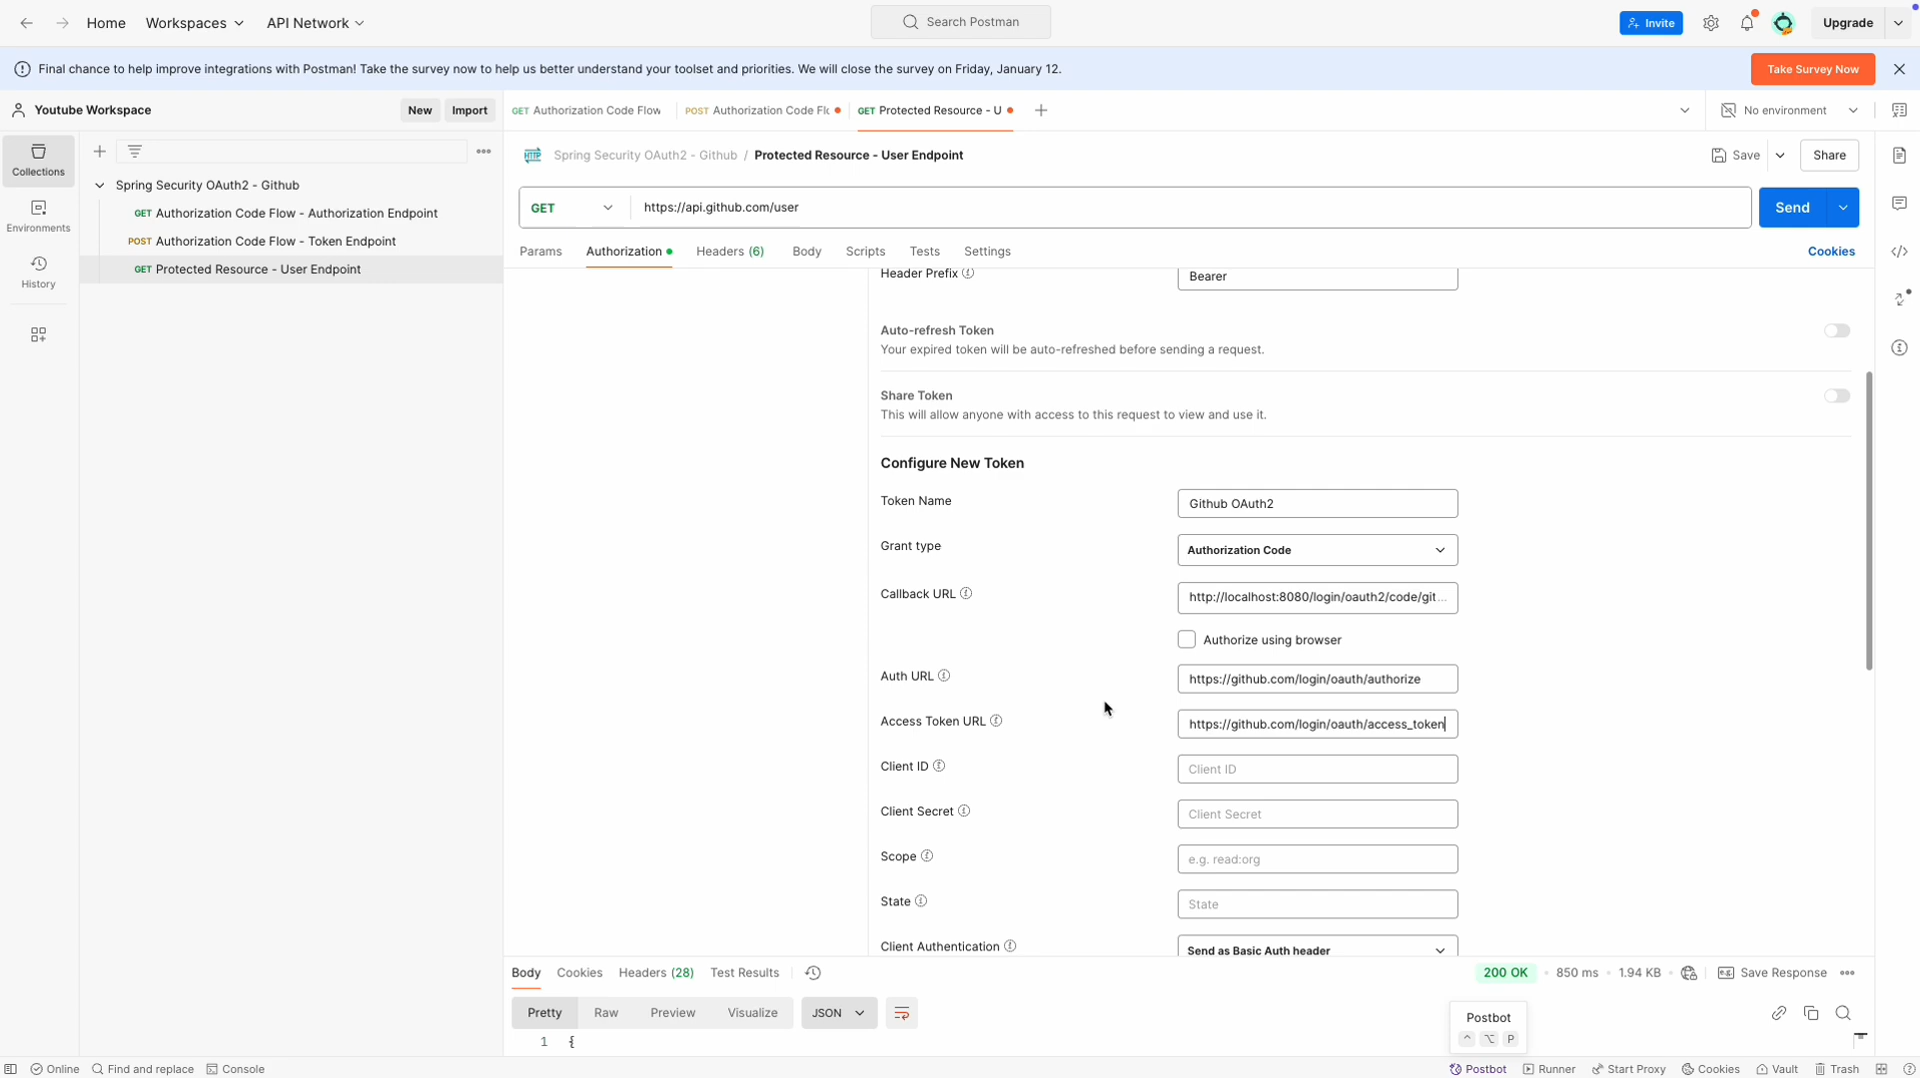 Home Workspaces API Network Search Postman Invite Upgrade
Final chance to help improve integrations with Postman! Take the survey now to help us better understand your toolset and priorities. We will close the survey on Friday, January 12. Take Survey Now
Youtube Workspace New Import
GET Authorization Code Flow POST Authorization Code Flo GET Protected Resource - U No environment
Collections
Environments
History
Spring Security OAuth2 - Github
GET Authorization Code Flow - Authorization Endpoint
POST Authorization Code Flow - Token Endpoint
GET Protected Resource - User Endpoint
HTTP Spring Security OAuth2 - Github / Protected Resource - User Endpoint Save Share
GET https://api.github.com/user Send
Params Authorization Headers (6) Body Scripts Tests Settings Cookies
Header Prefix Bearer
Auto-refresh Token
Your expired token will be auto-refreshed before sending a request.
Share Token
This will allow anyone with access to this request to view and use it.
Configure New Token
Token Name Github OAuth2
Grant type Authorization Code
Callback URL http://localhost:8080/login/oauth2/code/git...
Authorize using browser
Auth URL https://github.com/login/oauth/authorize
Access Token URL https://github.com/login/oauth/access_token
Client ID Client ID
Client Secret Client Secret
Scope e.g. read:org
State State
Client Authentication Send as Basic Auth header
Body Cookies Headers (28) Test Results 200 OK • 850 ms • 1.94 KB Save Response
Pretty Raw Preview Visualize JSON
Postbot
^ ⌥ P
1 {
Online Find and replace Console Postbot Runner Start Proxy Cookies Vault Trash